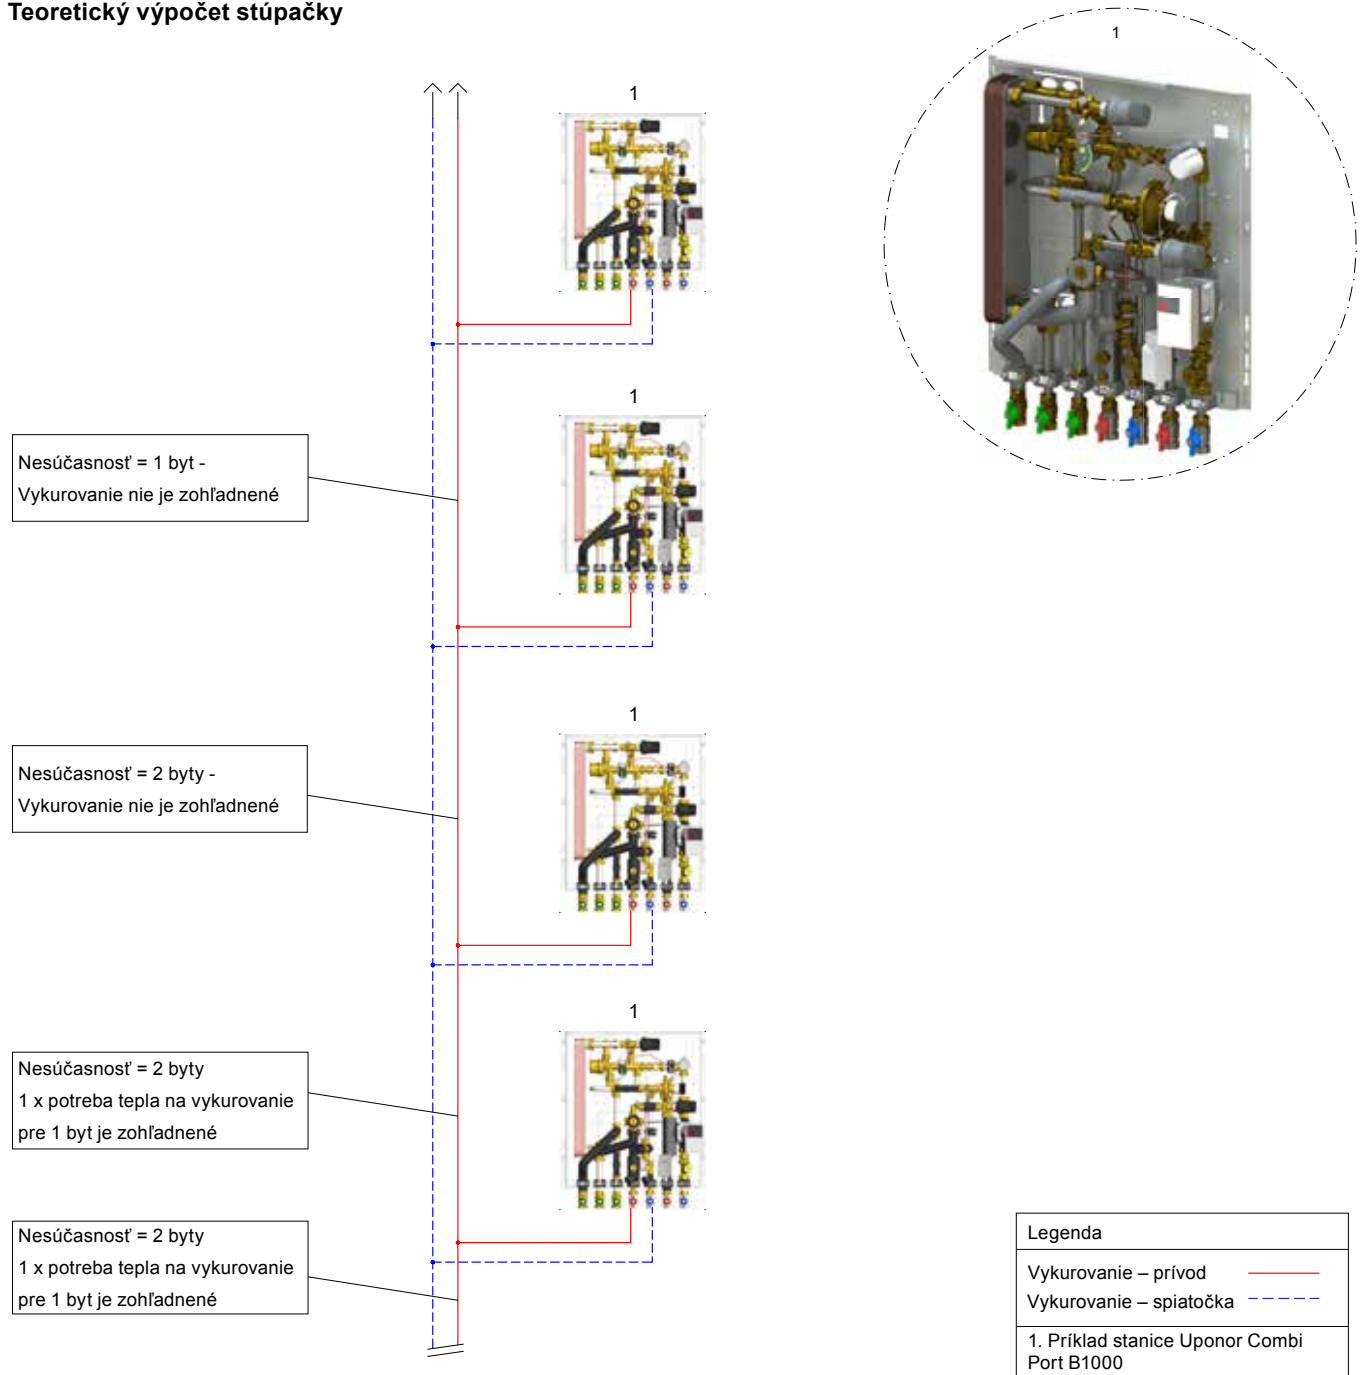 Teoretický výpočet stúpačky
1
1
1
Nesúčasnosť = 1 byt -
Vykurovanie nie je zohľadnené
1
Nesúčasnosť = 2 byty -
Vykurovanie nie je zohľadnené
1
Nesúčasnosť = 2 byty
1 x potreba tepla na vykurovanie
pre 1 byt je zohľadnené
Nesúčasnosť = 2 byty
1 x potreba tepla na vykurovanie
pre 1 byt je zohľadnené
Legenda
Vykurovanie – prívod
Vykurovanie – spiatočka
1. Príklad stanice Uponor Combi
Port B1000